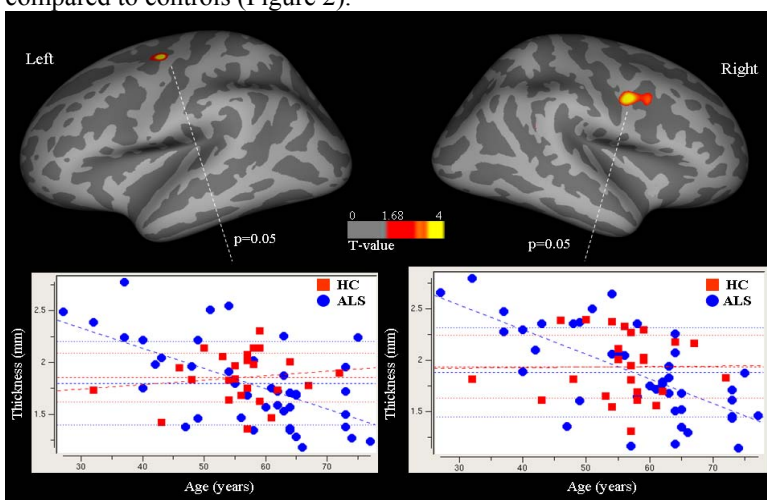 compared to controls (Figure 2).
Left
Right
0 1.68 4
T-value
p=0.05
p=0.05
HC
ALS
HC
ALS
Thickness (mm)
2.5
2
1.5
30 40 50 60 70
Age (years)
Thickness (mm)
2.5
2
1.5
30 40 50 60 70
Age (years)